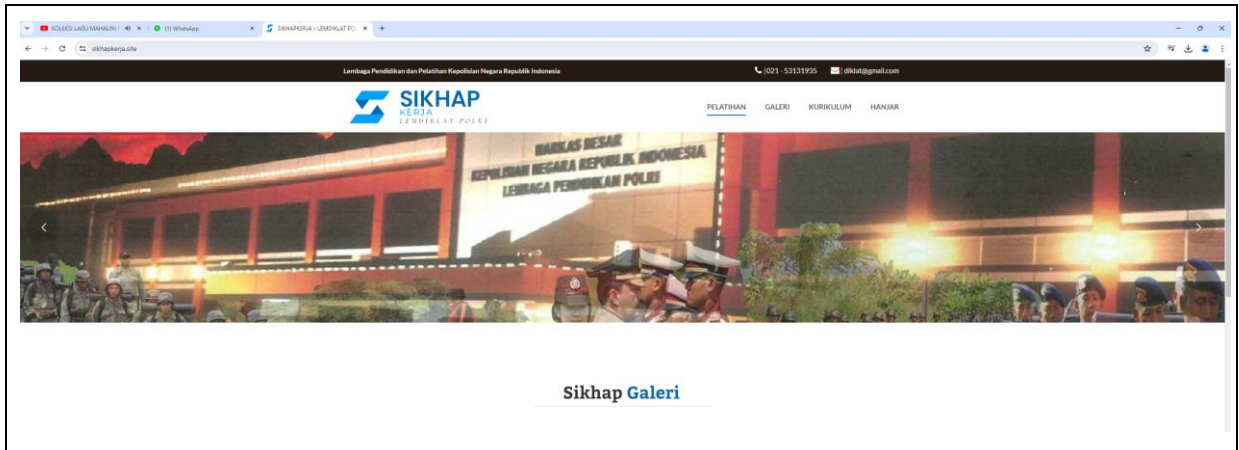 KOLEKSI LAGU MAHALINI
(1) WhatsApp
SIKHAPKERJA :: LEMDIKLAT PO
sikhapkerja.site
Lembaga Pendidikan dan Pelatihan Kepolisian Negara Republik Indonesia
|021 - 53131935
| diklat@gmail.com
SIKHAP
KERJA
LEMDIKLAT POLRI
PELATIHAN
GALERI
KURIKULUM
HANJAR
MARKAS BESAR
KEPOLISIAN NEGARA REPUBLIK INDONESIA
LEMBAGA PENDIDIKAN POLRI
Sikhap Galeri